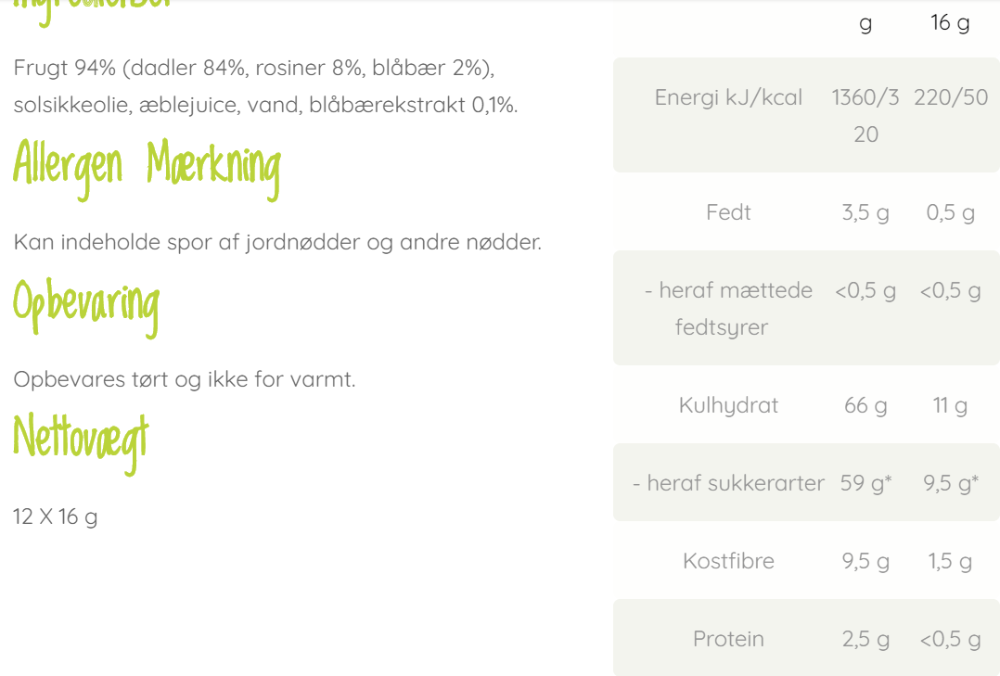 Frugt 94% (dadler 84%, rosiner 8%, blåbær 2%),
solsikkeolie, æblejuice, vand, blåbærekstrakt 0,1%.
Allergen Mærkning
Kan indeholde spor af jordnødder og andre nødder.
Opbevaring
Opbevares tørt og ikke for varmt.
Nettovægt
12 X 16 g
g 16 g
Energi kJ/kcal 1360/3 220/50
20
Fedt 3,5 g 0,5 g
- heraf mættede <0,5 g <0,5 g
fedtsyrer
Kulhydrat 66 g 11 g
- heraf sukkerarter 59 g* 9,5 g*
Kostfibre 9,5 g 1,5 g
Protein 2,5 g <0,5 g